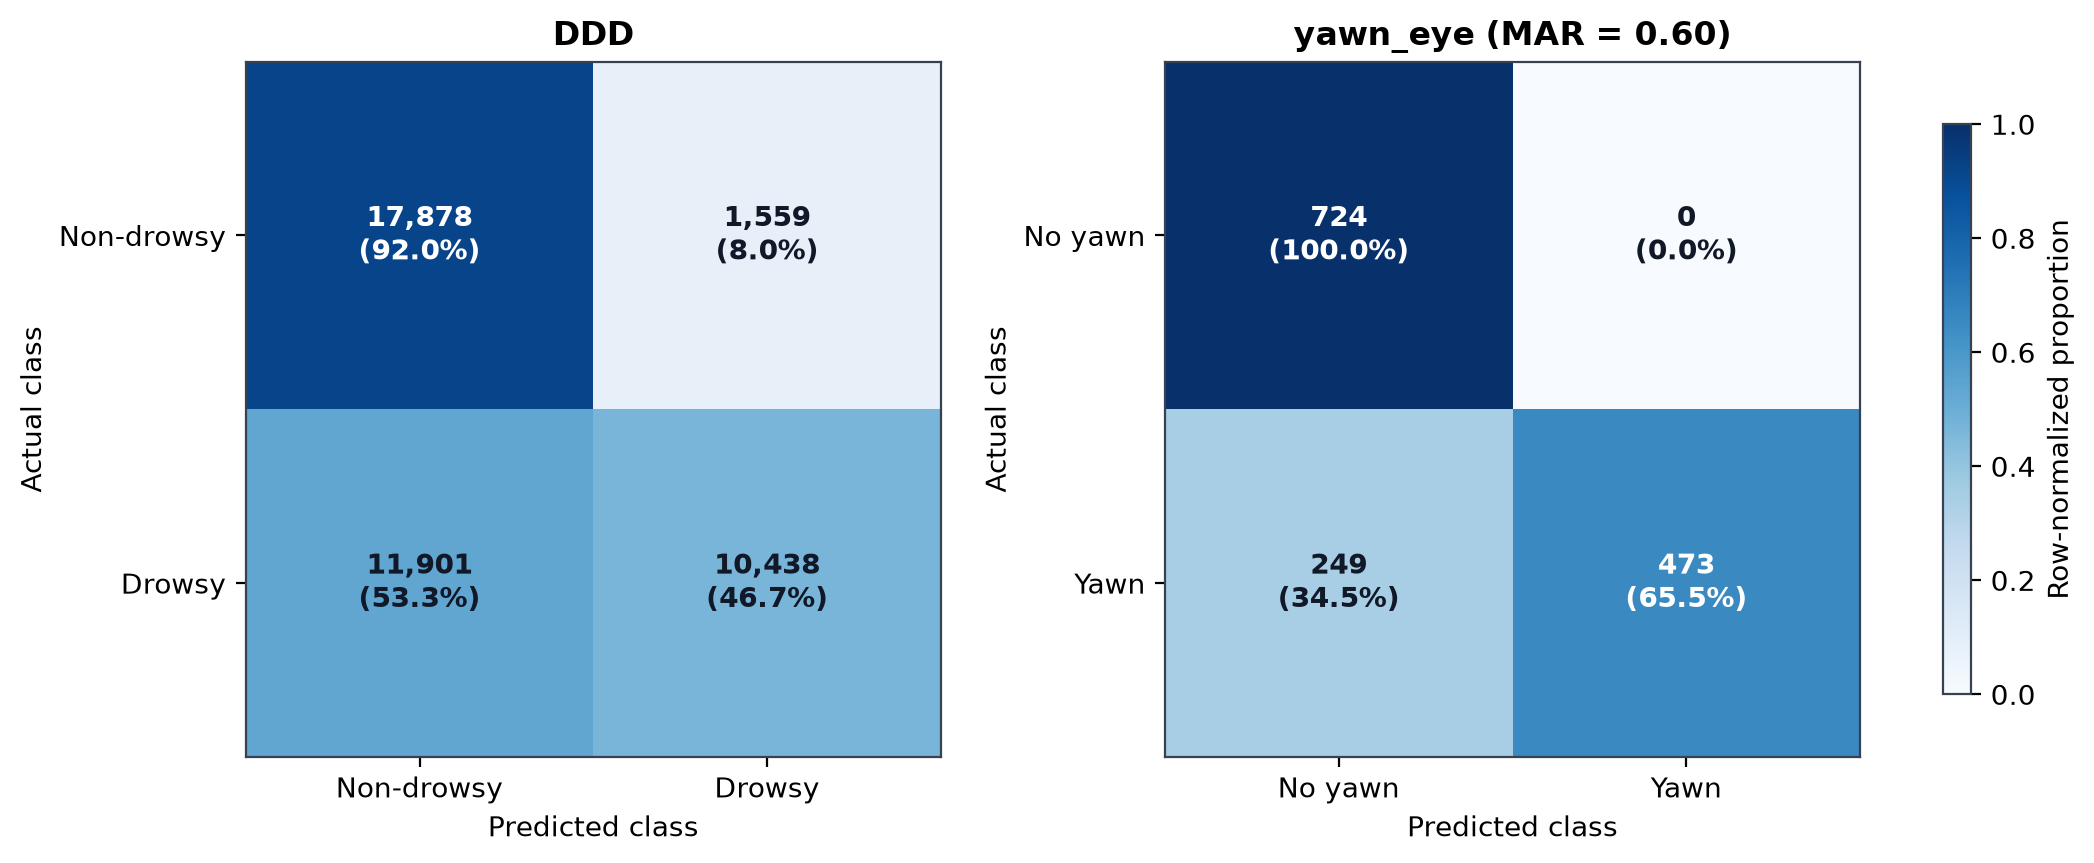 DDD
Actual class
Non-drowsy
17,878
(92.0%)
1,559
(8.0%)
Drowsy
11,901
(53.3%)
10,438
(46.7%)
Non-drowsy
Drowsy
Predicted class
yawn_eye (MAR = 0.60)
Actual class
No yawn
724
(100.0%)
0
(0.0%)
Yawn
249
(34.5%)
473
(65.5%)
No yawn
Yawn
Predicted class
1.0
0.8
0.6
0.4
0.2
0.0
Row-normalized proportion